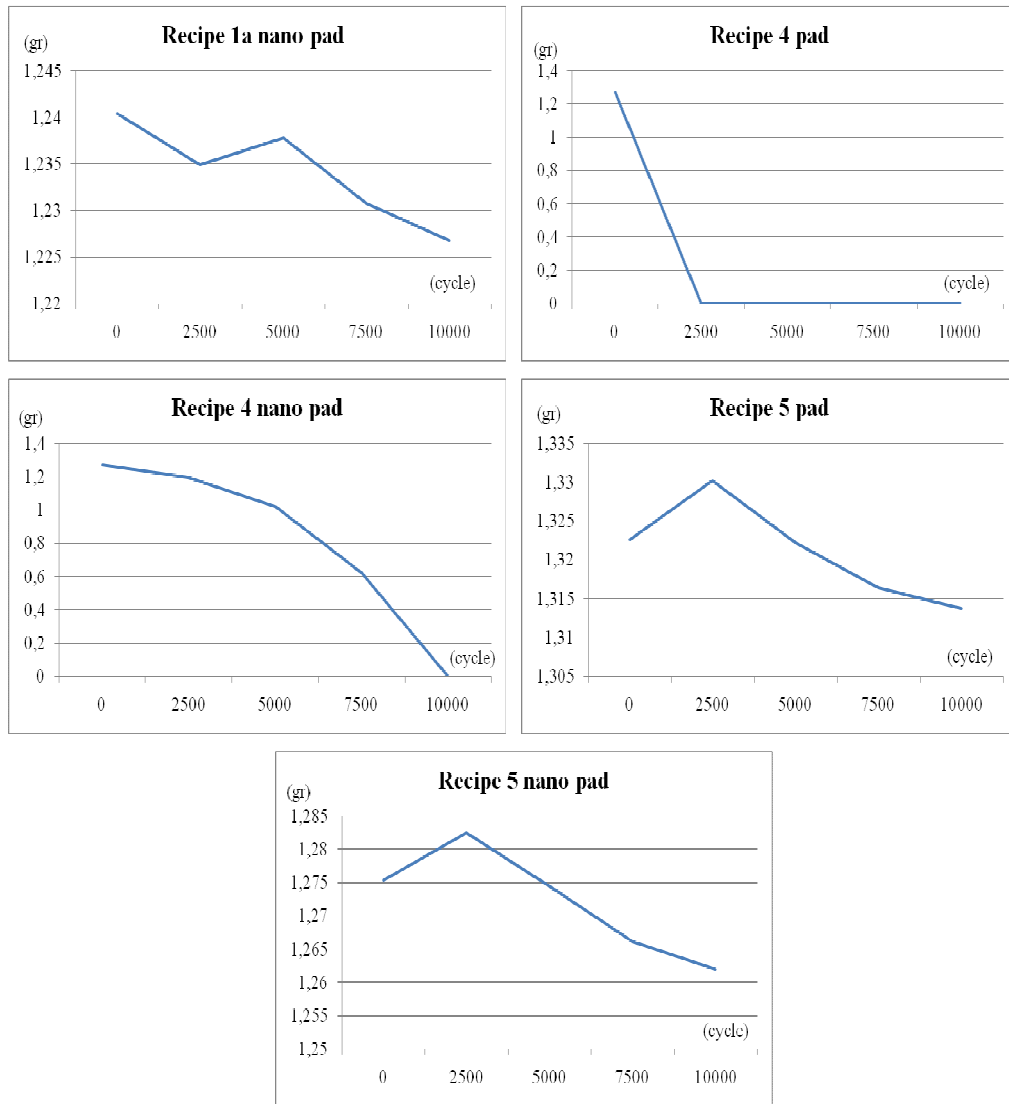 Recipe 1a nano pad
(gr)
1,245
1,24
1,235
1,23
1,225
1,22
(cycle)
0 2500 5000 7500 10000
Recipe 4 pad
(gr)
1,4
1,2
1
0,8
0,6
0,4
0,2
0
(cycle)
0 2500 5000 7500 10000
Recipe 4 nano pad
(gr)
1,4
1,2
1
0,8
0,6
0,4
0,2
0
(cycle)
0 2500 5000 7500 10000
Recipe 5 pad
(gr)
1,335
1,33
1,325
1,32
1,315
1,31
1,305
(cycle)
0 2500 5000 7500 10000
Recipe 5 nano pad
(gr)
1,285
1,28
1,275
1,27
1,265
1,26
1,255
1,25
(cycle)
0 2500 5000 7500 10000